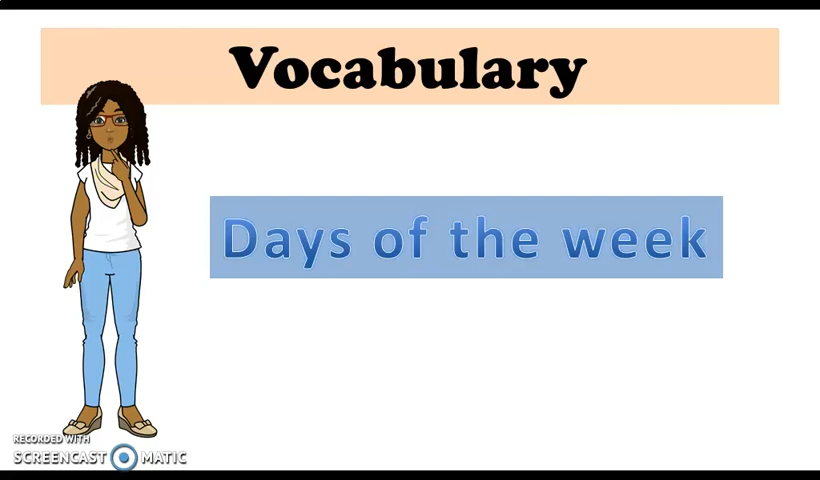 Vocabulary
Days of the week
RECORDED WITH
SCREENCAST MATIC